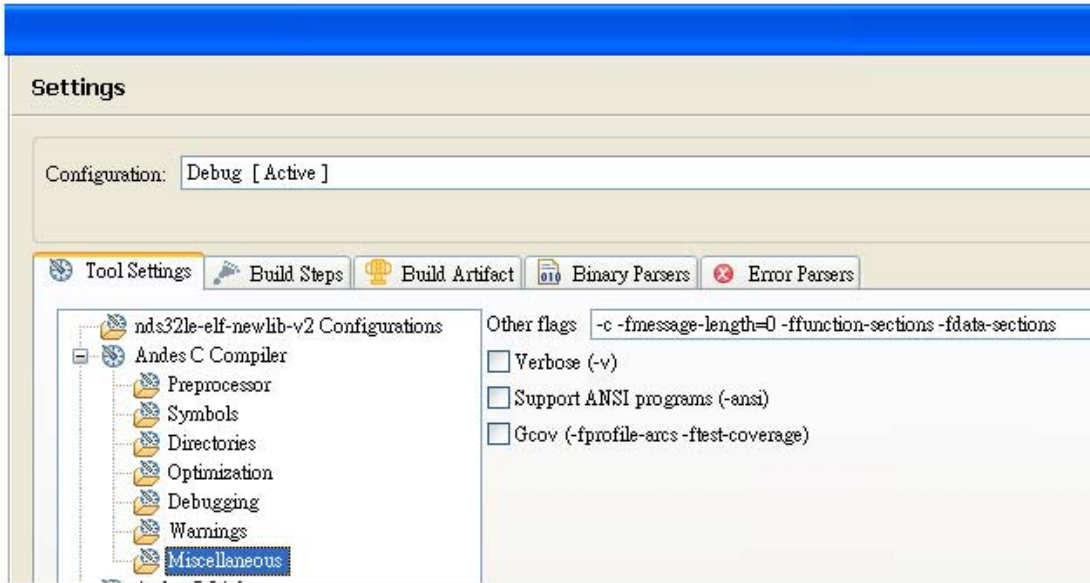 Settings
Configuration: Debug [ Active ]
Tool Settings Build Steps Build Artifact Binary Parsers Error Parsers
nds32le-elf-newlib-v2 Configurations
Other flags -c -fmessage-length=0 -ffunction-sections -fdata-sections
Andes C Compiler
Verbose (-v)
Preprocessor
Support ANSI programs (-ansi)
Symbols
Gcov (-fprofile-arcs -ftest-coverage)
Directories
Optimization
Debugging
Warnings
Miscellaneous